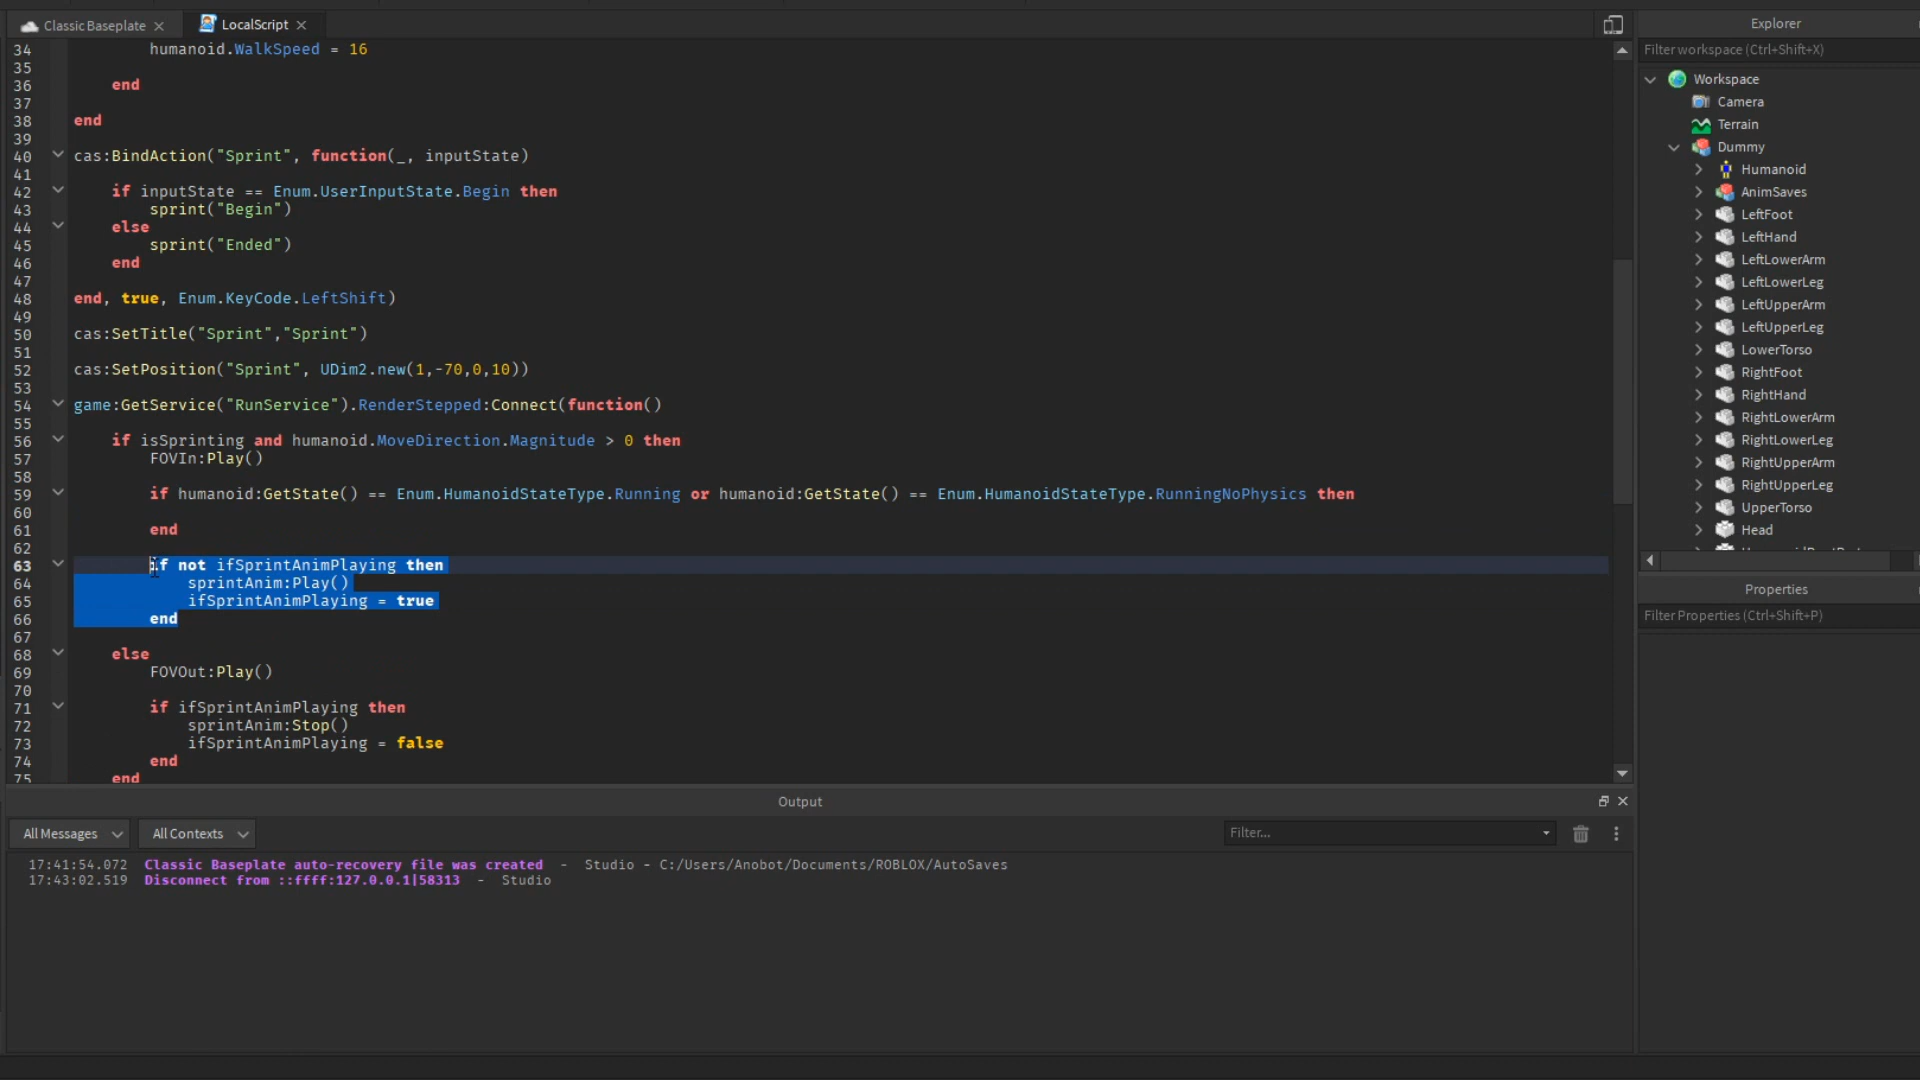 Classic Baseplate
LocalScript
34 humanoid.WalkSpeed = 16
35
36 end
37
38 end
39
40 cas:BindAction("Sprint", function(_, inputState)
41
42 if inputState == Enum.UserInputState.Begin then
43 sprint("Begin")
44 else
45 sprint("Ended")
46 end
47
48 end, true, Enum.KeyCode.LeftShift)
49
50 cas:SetTitle("Sprint","Sprint")
51
52 cas:SetPosition("Sprint", UDim2.new(1,-70,0,10))
53
54 game:GetService("RunService").RenderStepped:Connect(function()
55
56 if isSprinting and humanoid.MoveDirection.Magnitude > 0 then
57 FOVIn:Play()
58
59 if humanoid:GetState() == Enum.HumanoidStateType.Running or humanoid:GetState() == Enum.HumanoidStateType.RunningNoPhysics then
60
61 end
62
63 if not ifSprintAnimPlaying then
64 sprintAnim:Play()
65 ifSprintAnimPlaying = true
66 end
67
68 else
69 FOVOut:Play()
70
71 if ifSprintAnimPlaying then
72 sprintAnim:Stop()
73 ifSprintAnimPlaying = false
74 end
75 end
Output
All Messages
All Contexts
Filter...
17:41:54.072 Classic Baseplate auto-recovery file was created - Studio - C:/Users/Anobot/Documents/ROBLOX/AutoSaves
17:43:02.519 Disconnect from ::ffff:127.0.0.1|58313 - Studio
Explorer
Filter workspace (Ctrl+Shift+X)
Workspace
Camera
Terrain
Dummy
Humanoid
AnimSaves
LeftFoot
LeftHand
LeftLowerArm
LeftLowerLeg
LeftUpperArm
LeftUpperLeg
LowerTorso
RightFoot
RightHand
RightLowerArm
RightLowerLeg
RightUpperArm
RightUpperLeg
UpperTorso
Head
Properties
Filter Properties (Ctrl+Shift+P)